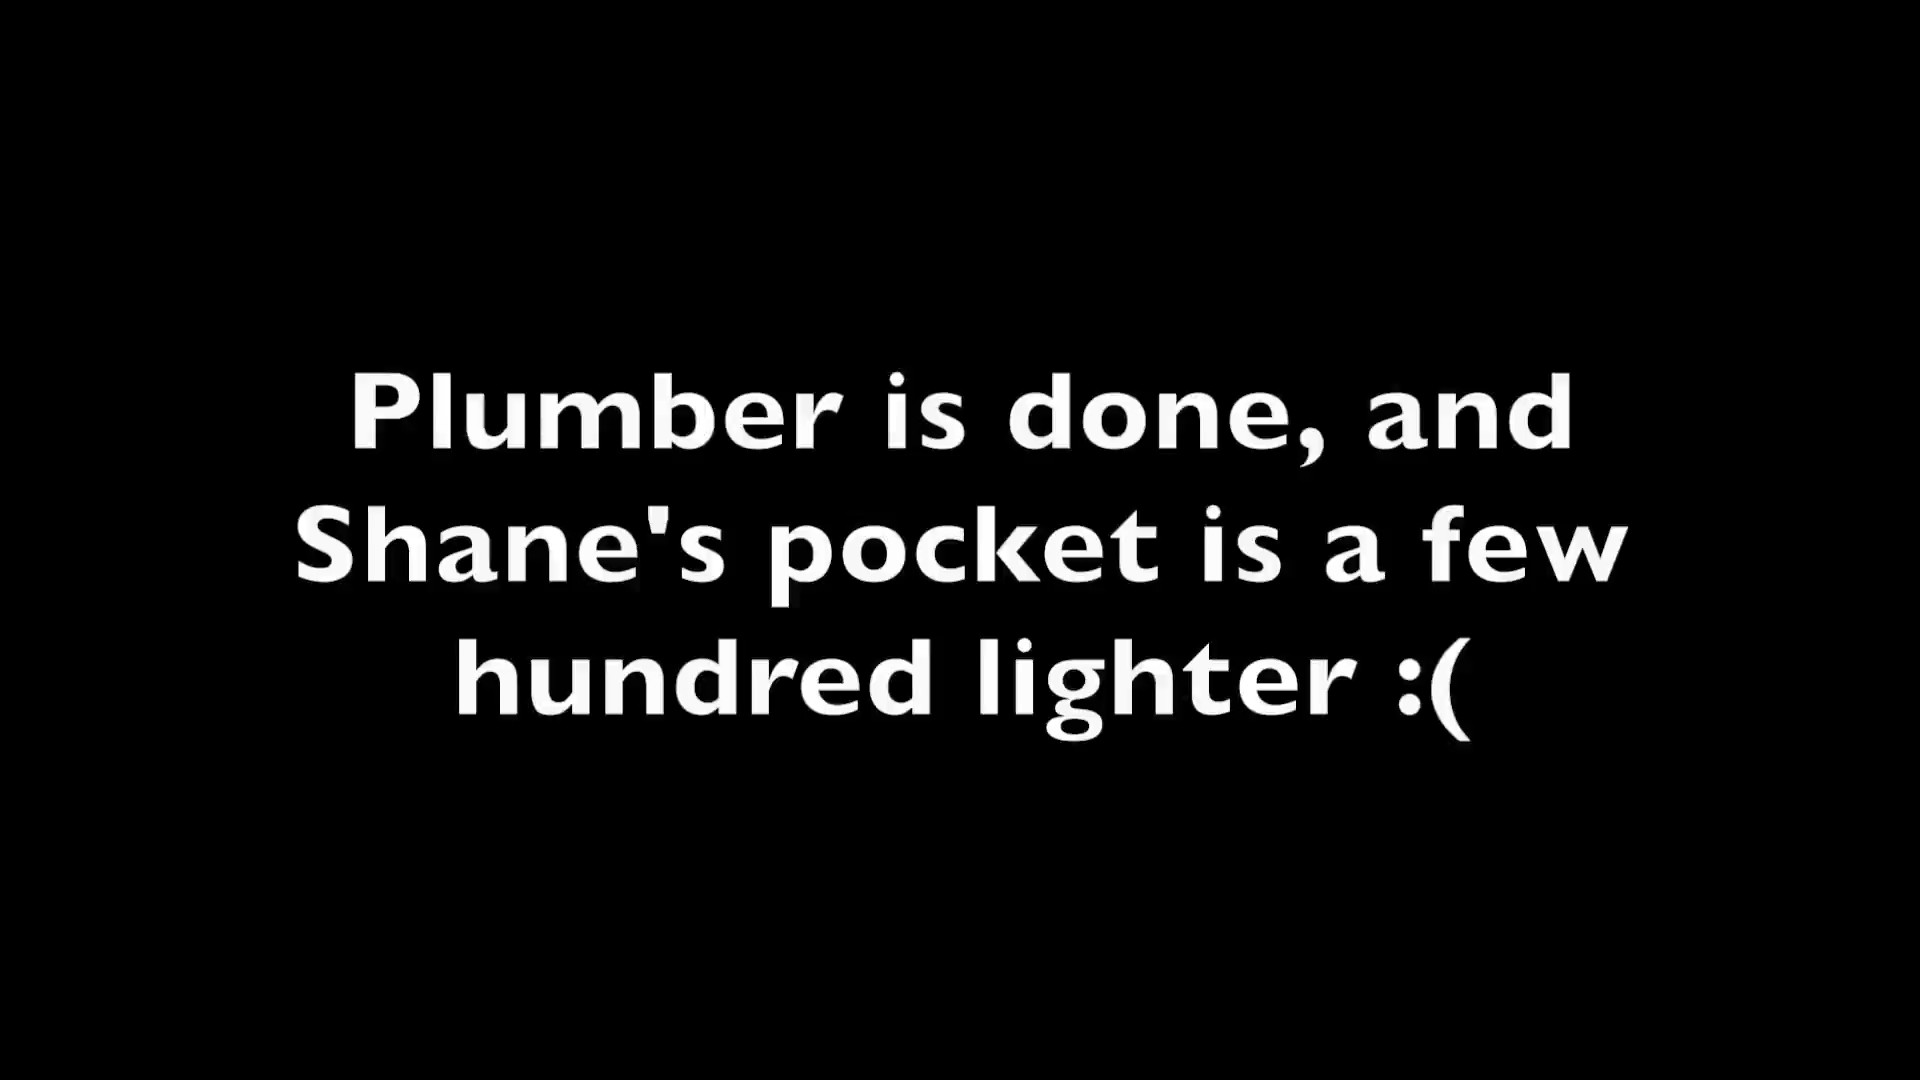 Plumber is done, and
Shane's pocket is a few
hundred lighter :(